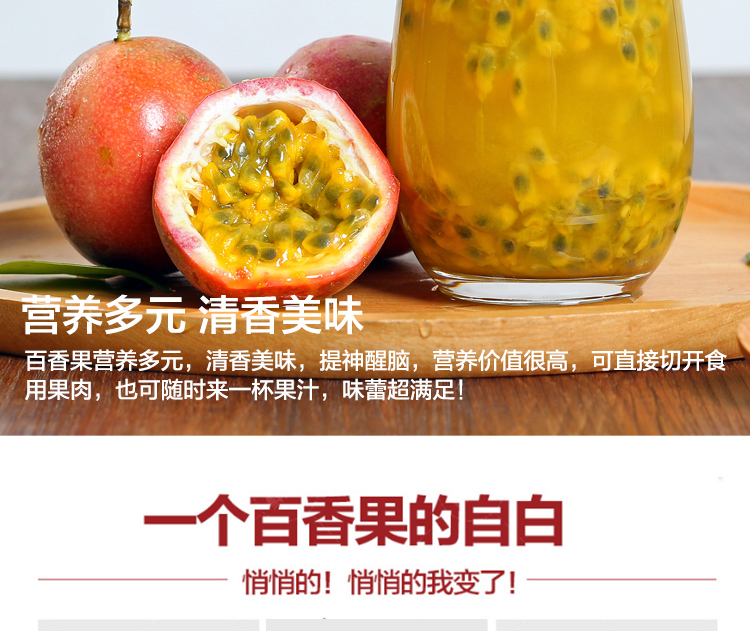 营养多元 清香美味
百香果营养多元，清香美味，提神醒脑，营养价值很高，可直接切开食
用果肉，也可随时来一杯果汁，味蕾超满足！
一个百香果的自白
悄悄的！悄悄的我变了！